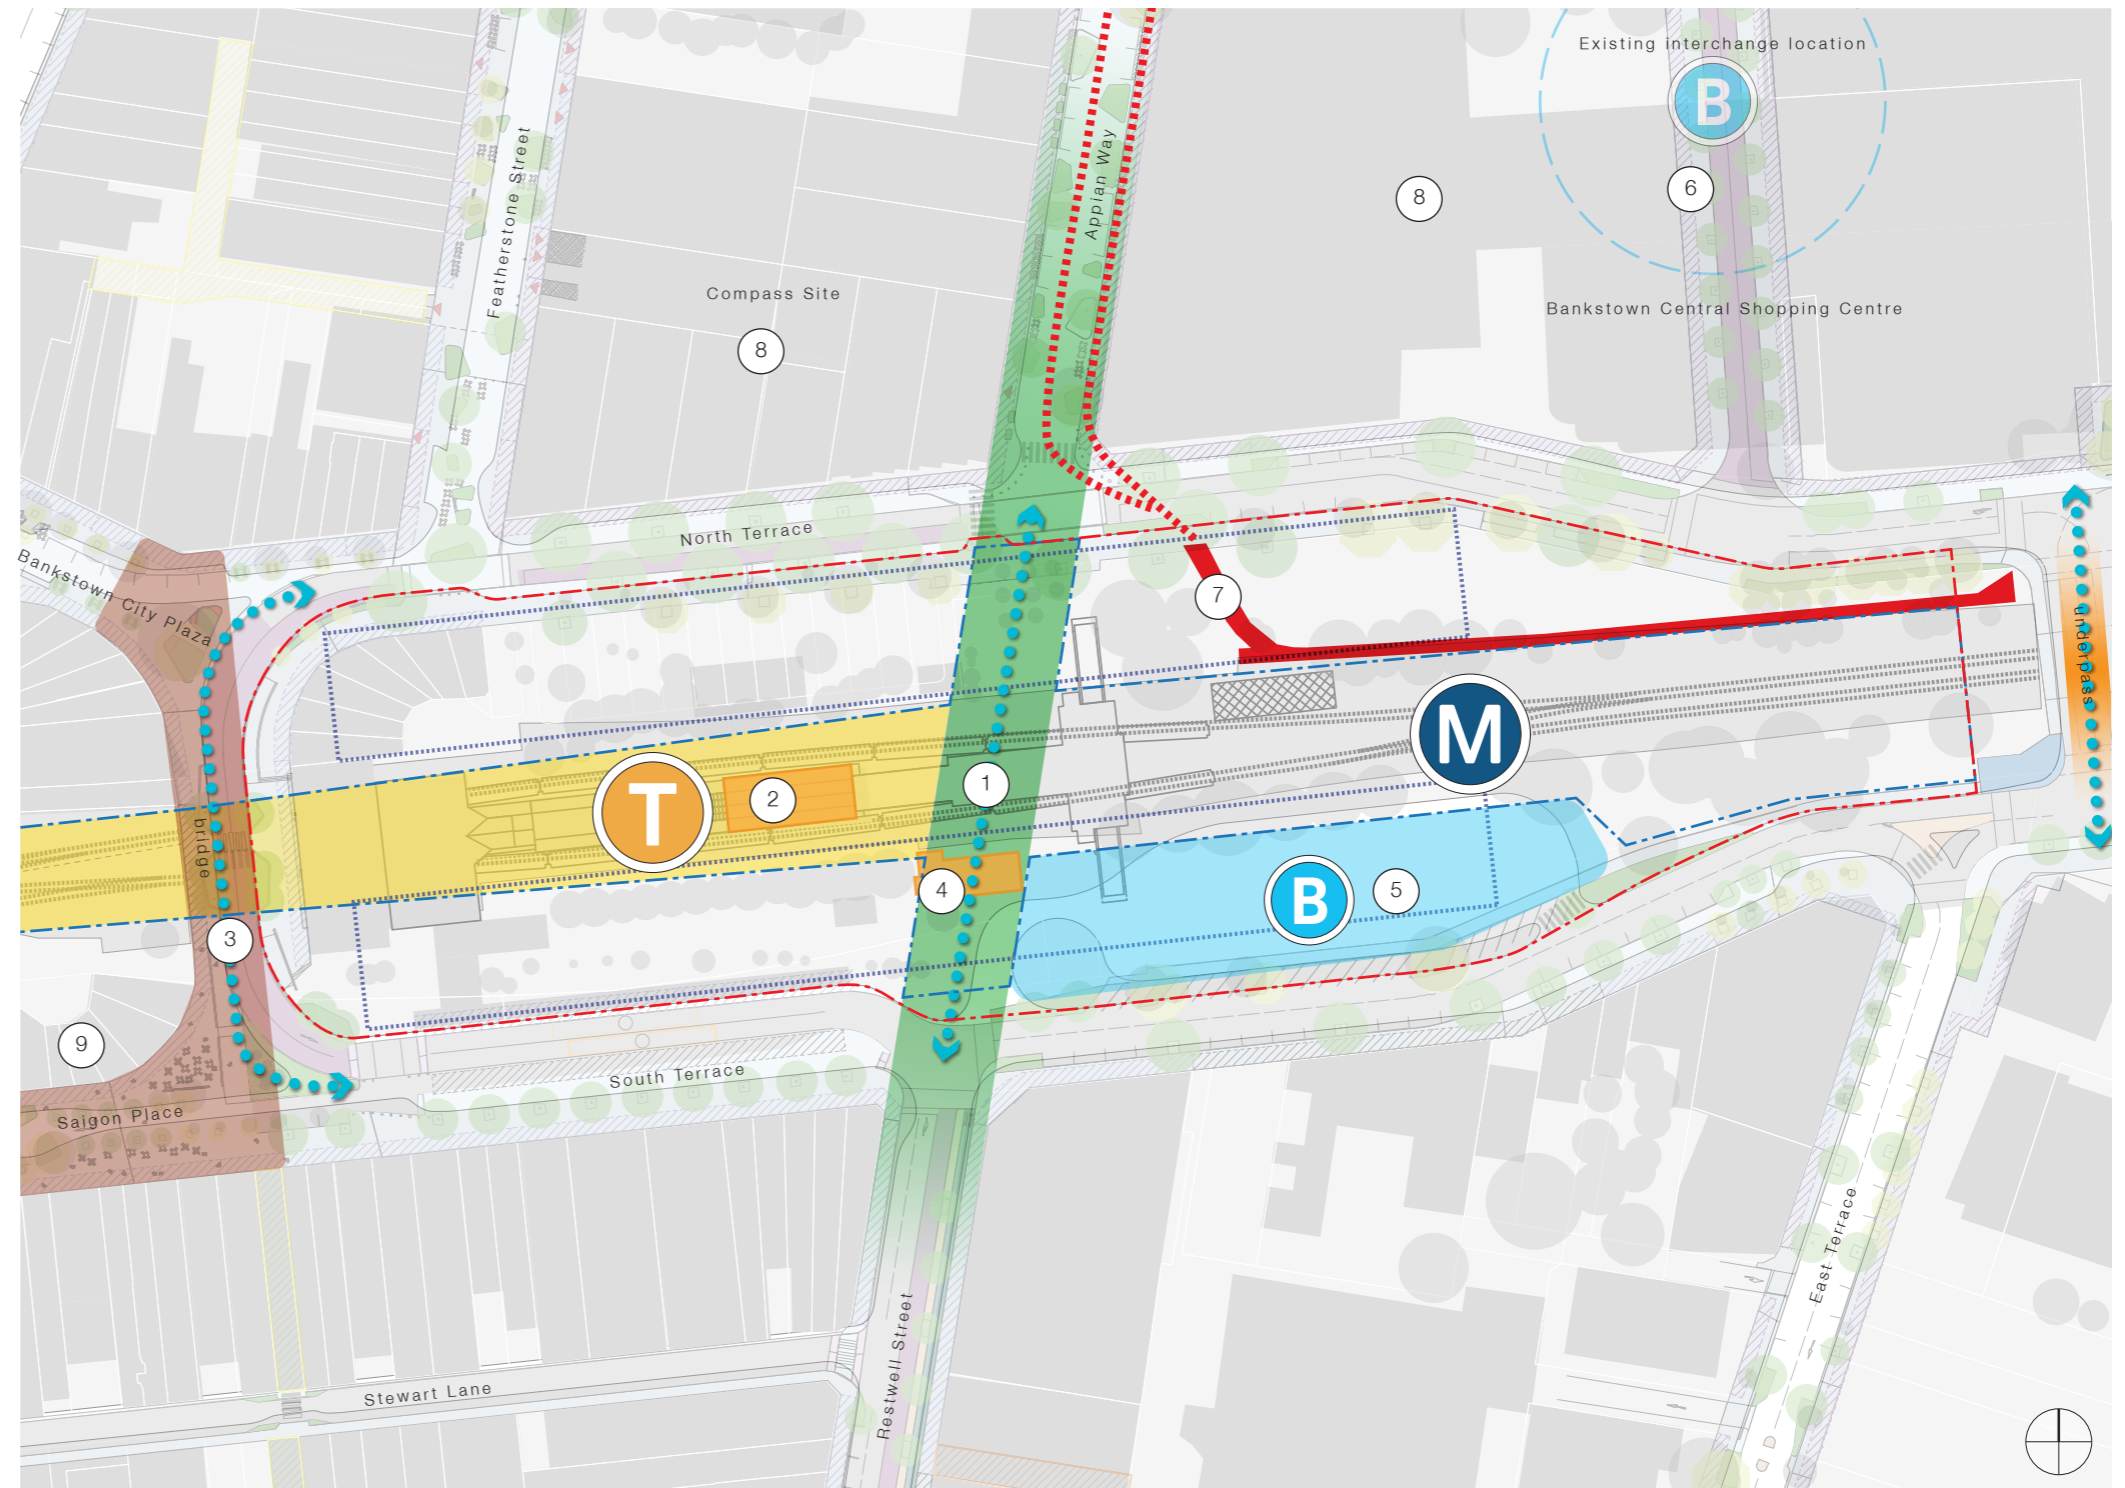 Existing interchange location
B
6
8
Appian Way
Featherstone Street
Compass Site
8
Bankstown Central Shopping Centre
North Terrace
Bankstown City Plaza
7
underpass
M
T
2
1
bridge
4
B
5
3
9
South Terrace
Saigon Place
East Terrace
Restwell Street
Stewart Lane